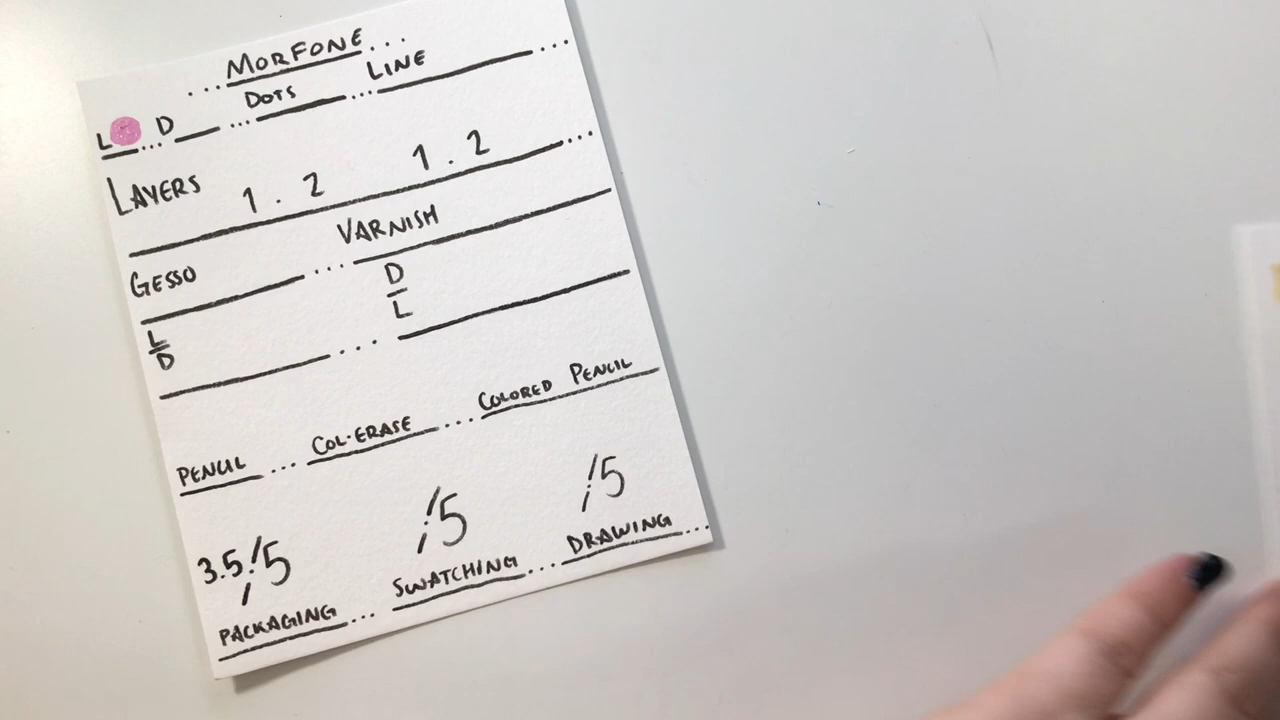 ...MORFONE...
L... D ... DOTS ... LINE ...
LAYERS 1 . 2 1 . 2 ...
GESSO ... VARNISH
L/D ... D/L
PENCIL ... COL-ERASE ... COLORED PENCIL
3.5/5 /5 /5
PACKAGING ... SWATCHING ... DRAWING...